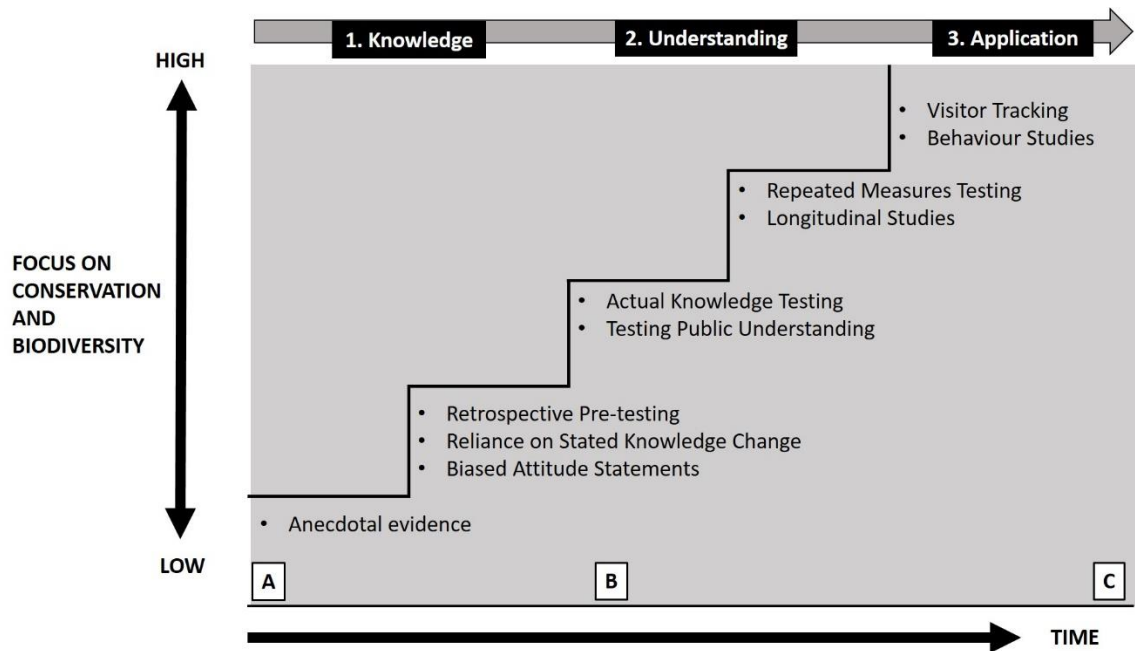 1. Knowledge
2. Understanding
3. Application
HIGH
• Visitor Tracking
• Behaviour Studies
• Repeated Measures Testing
• Longitudinal Studies
FOCUS ON
CONSERVATION
AND
BIODIVERSITY
• Actual Knowledge Testing
• Testing Public Understanding
• Retrospective Pre-testing
• Reliance on Stated Knowledge Change
• Biased Attitude Statements
• Anecdotal evidence
LOW
A
B
C
TIME